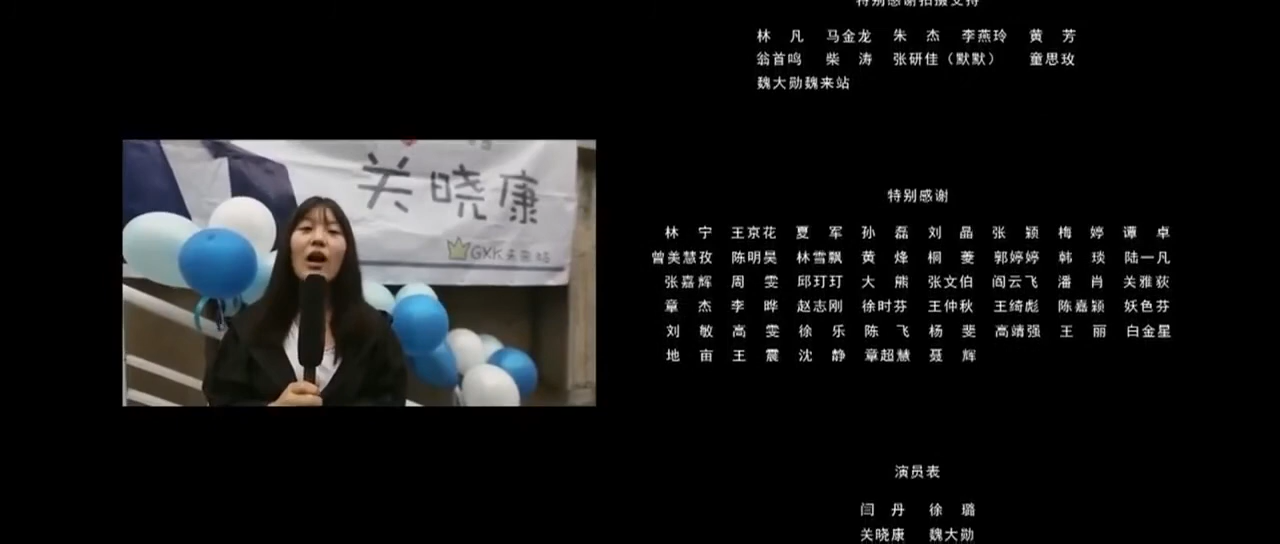 特别感谢拍摄支持
林 凡 马金龙 朱 杰 李燕玲 黄 芳
翁首鸣 柴 涛 张研佳（默默） 童思玫
魏大勋魏来站
关晓康
GXK未来站
特别感谢
林 宁 王京花 夏 军 孙 磊 刘 晶 张 颖 梅 婷 谭 卓
曾美慧孜 陈明昊 林雪飘 黄 烽 桐 菱 郭婷婷 韩 琰 陆一凡
张嘉辉 周 雯 邱玎玎 大 熊 张文伯 阎云飞 潘 肖 关雅荻
章 杰 李 晔 赵志刚 徐时芬 王仲秋 王绮彪 陈嘉颖 妖色芬
刘 敏 高 雯 徐 乐 陈 飞 杨 斐 高靖强 王 丽 白金星
地 亩 王 震 沈 静 章超慧 聂 辉
演员表
闫 丹 徐 璐
关晓康 魏大勋